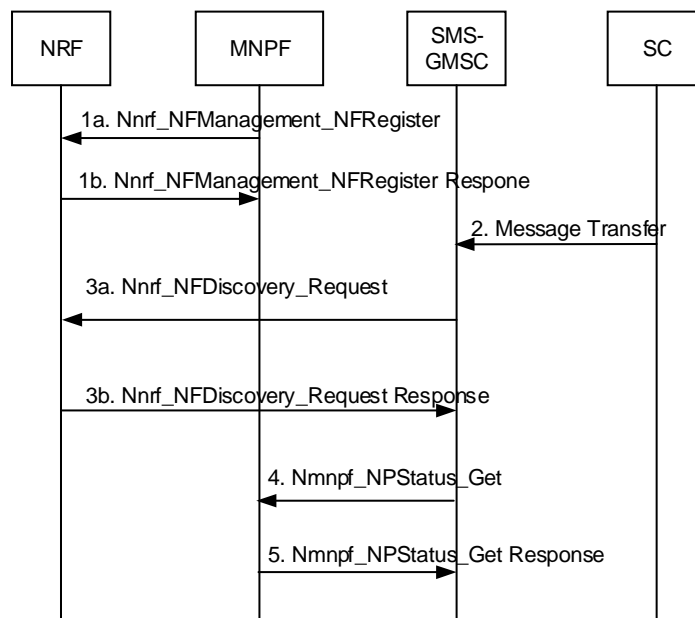 NRF
MNPF
SMS-
GMSC
SC
1a. Nnrf_NFManagement_NFRegister
1b. Nnrf_NFManagement_NFRegister Respone
2. Message Transfer
3a. Nnrf_NFDiscovery_Request
3b. Nnrf_NFDiscovery_Request Response
4. Nmnpf_NPStatus_Get
5. Nmnpf_NPStatus_Get Response